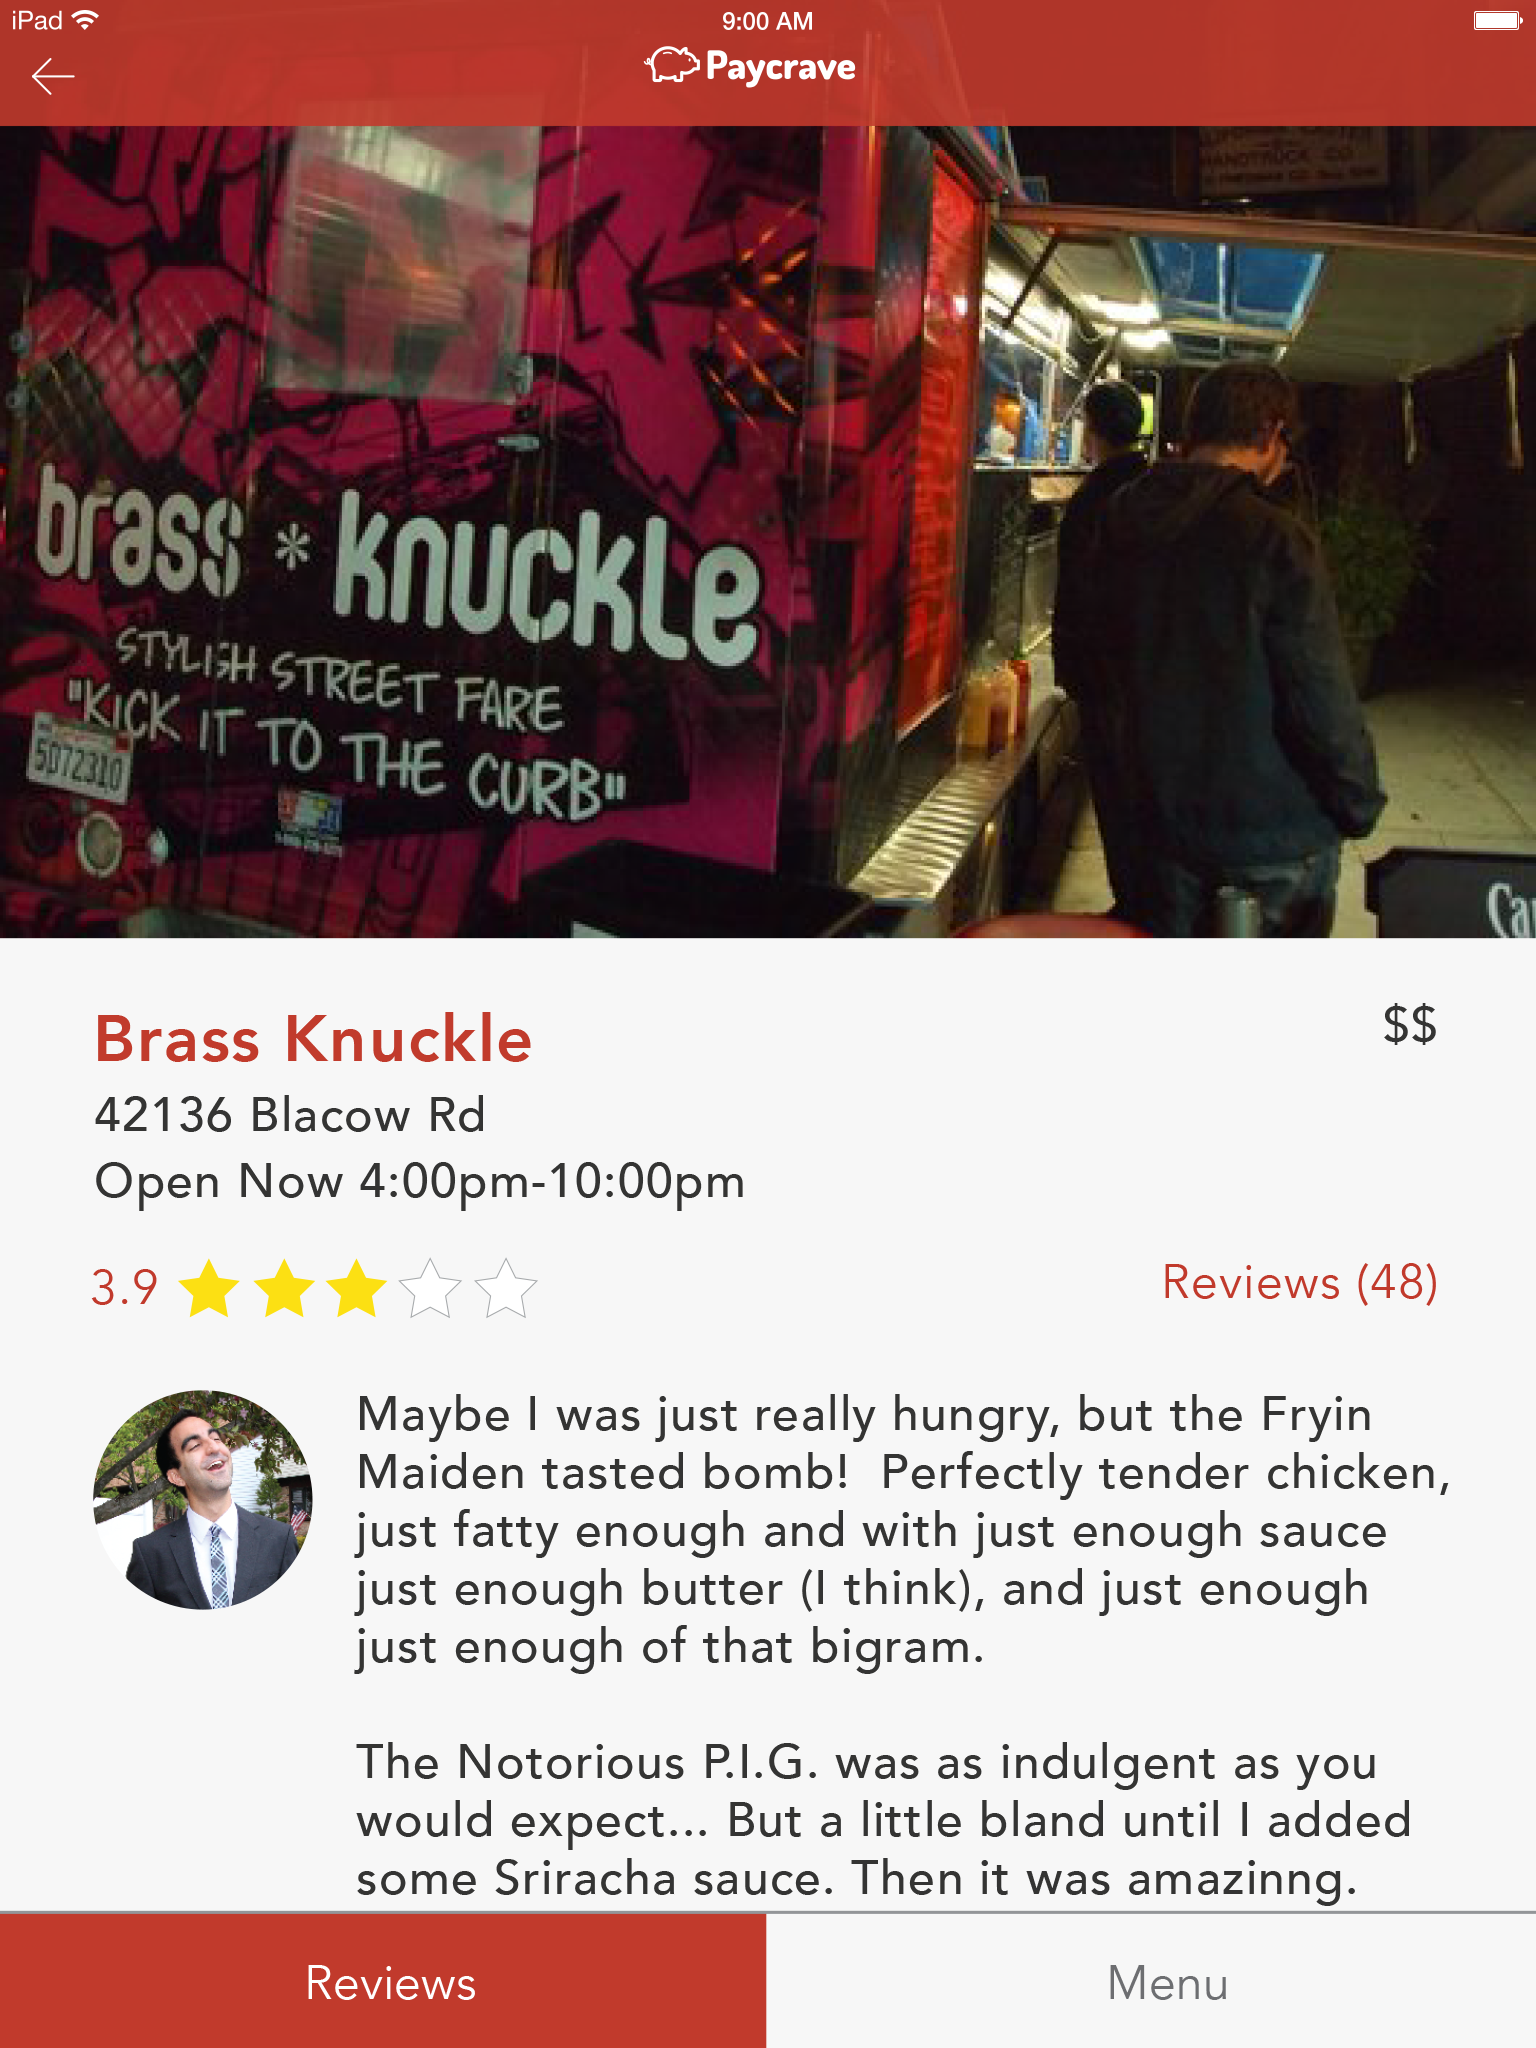 iPad
9:00 AM
Paycrave
HANDTRUCK CO.
brass * knuckle
STYLISH STREET FARE
"KICK IT TO THE CURB"
5D72310
Brass Knuckle
$$
42136 Blacow Rd
Open Now 4:00pm-10:00pm
3.9
Reviews (48)
Maybe I was just really hungry, but the Fryin
Maiden tasted bomb!  Perfectly tender chicken,
just fatty enough and with just enough sauce
just enough butter (I think), and just enough
just enough of that bigram.
The Notorious P.I.G. was as indulgent as you
would expect... But a little bland until I added
some Sriracha sauce. Then it was amazinng.
Reviews
Menu